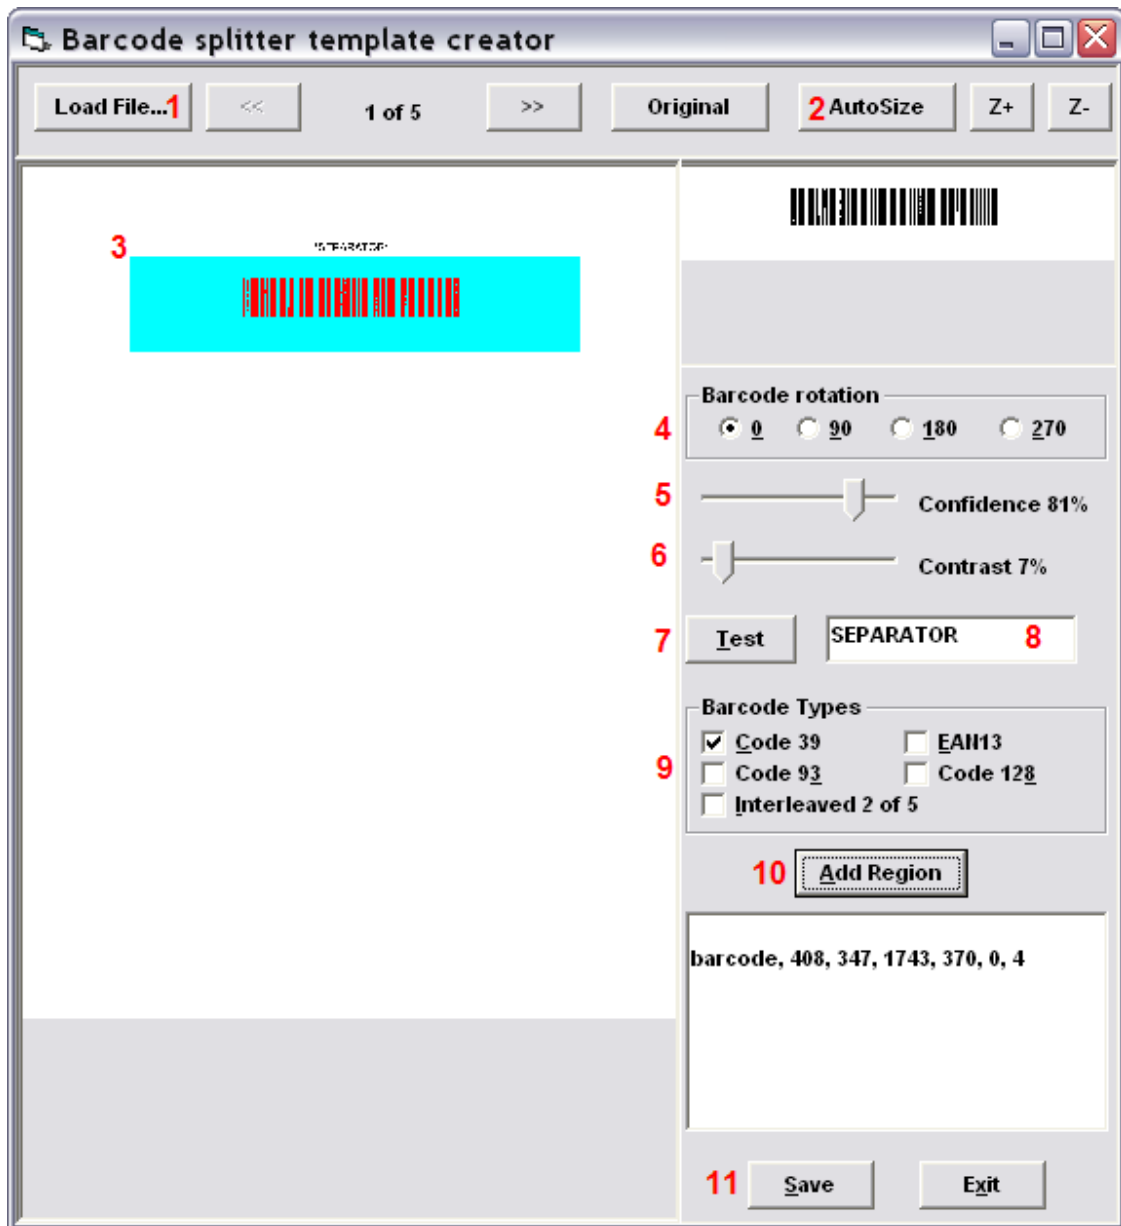 Barcode splitter template creator
Load File...1 << 1 of 5 >> Original 2 AutoSize Z+ Z-
3 *SEPARATOR*
Barcode rotation
4 0 90 180 270
5 Confidence 81%
6 Contrast 7%
7 Test SEPARATOR 8
Barcode Types
Code 39 EAN13
9 Code 93 Code 128
Interleaved 2 of 5
10 Add Region
barcode, 408, 347, 1743, 370, 0, 4
11 Save Exit